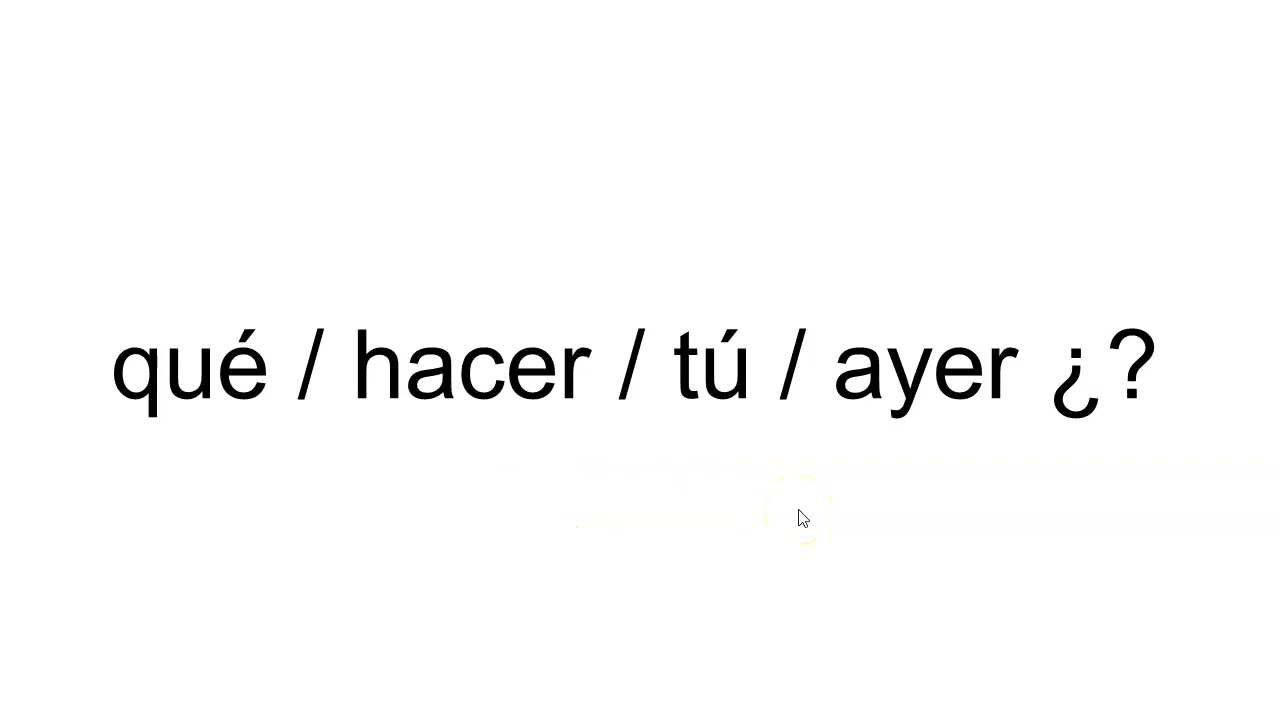 qué / hacer / tú / ayer ¿?